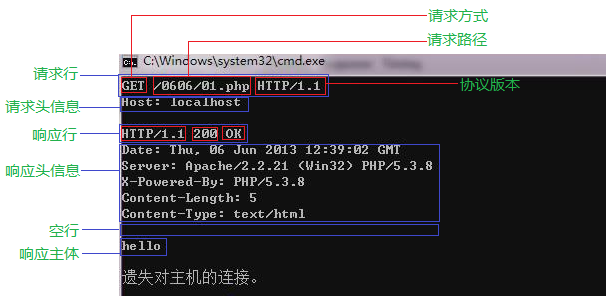 请求方式
请求路径
C:\Windows\system32\cmd.exe
请求行
GET /0606/01.php HTTP/1.1
协议版本
请求头信息
Host: localhost
响应行
HTTP/1.1 200 OK
Date: Thu, 06 Jun 2013 12:39:02 GMT
响应头信息
Server: Apache/2.2.21 (Win32) PHP/5.3.8
X-Powered-By: PHP/5.3.8
Content-Length: 5
Content-Type: text/html
空行
响应主体
hello
遗失对主机的连接。